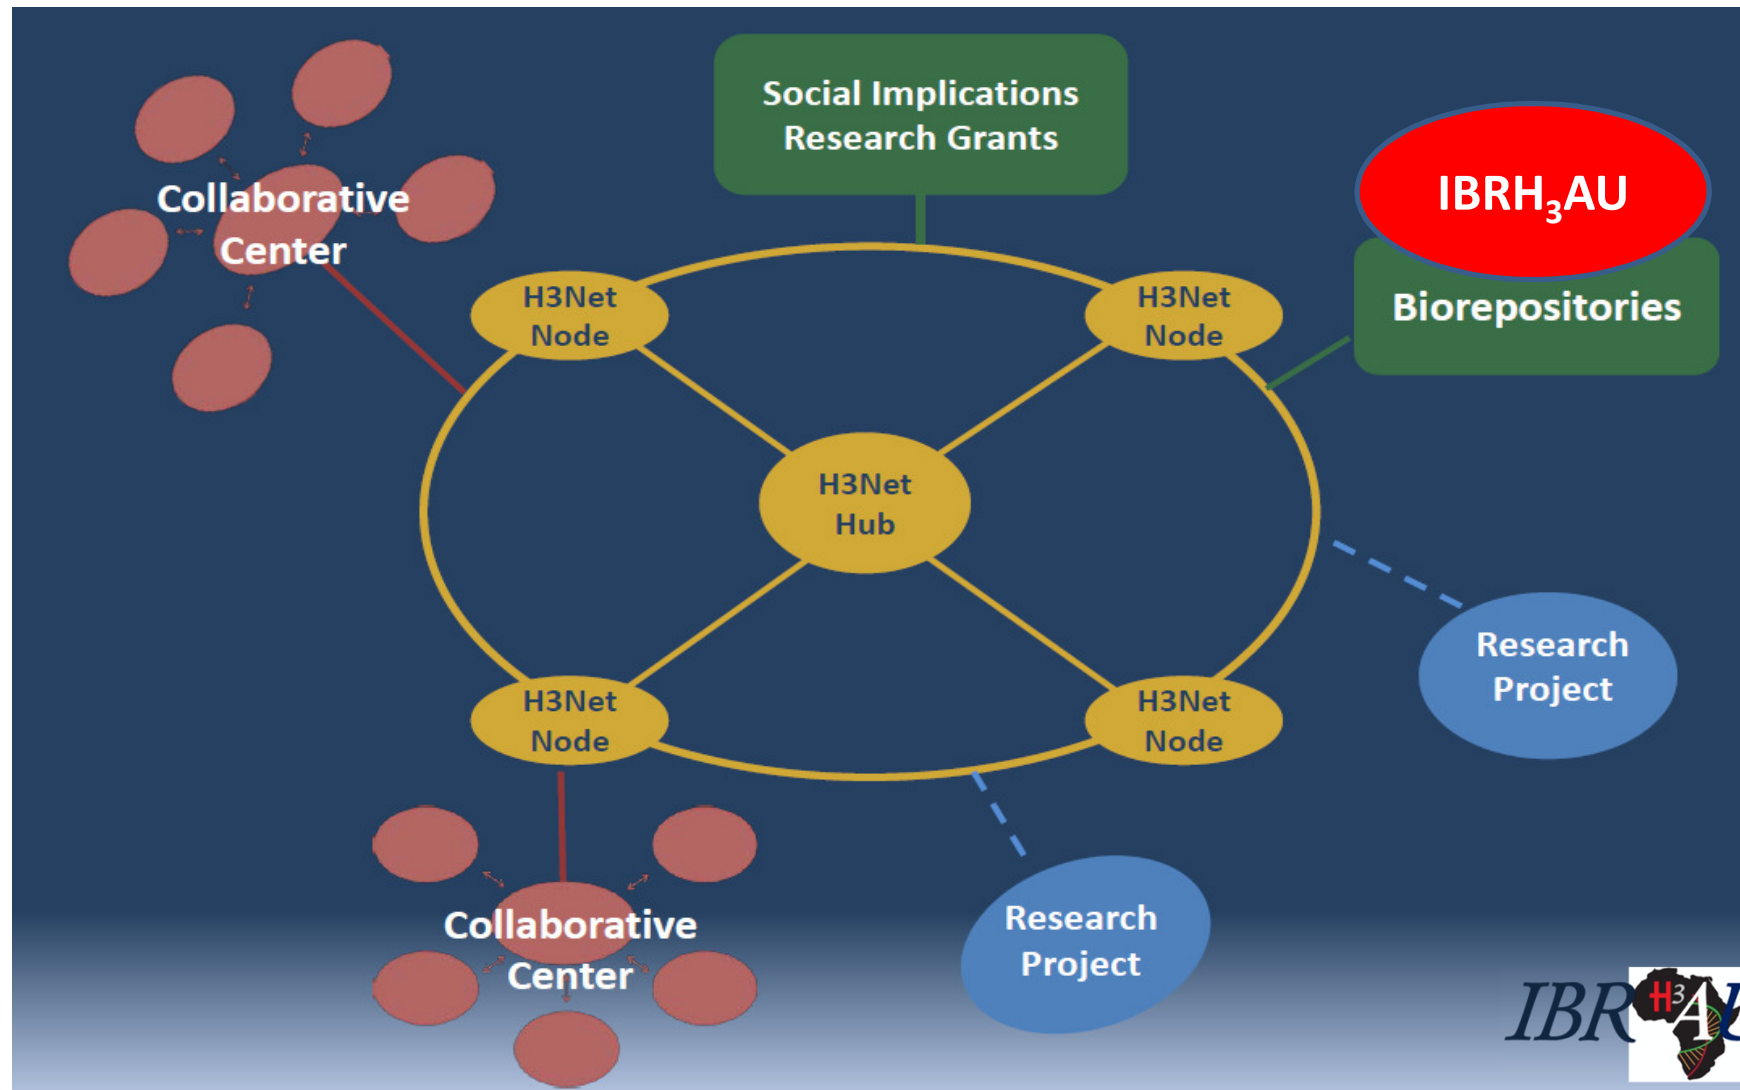 Social Implications
Research Grants
IBRH₃AU
Biorepositories
Collaborative
Center
H3Net
Node
H3Net
Node
H3Net
Hub
H3Net
Node
H3Net
Node
Research
Project
Research
Project
Collaborative
Center
IBRH³AU